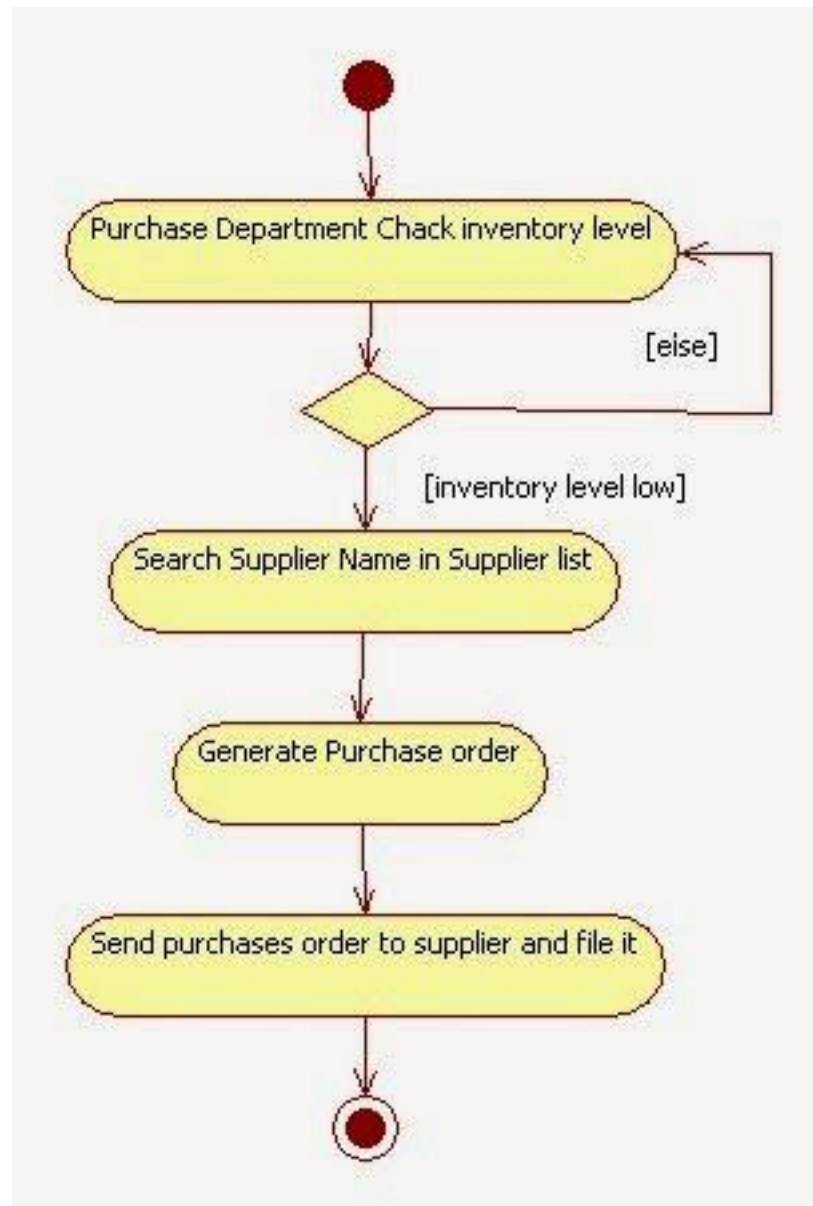 Purchase Department Chack inventory level
[eise]
[inventory level low]
Search Supplier Name in Supplier list
Generate Purchase order
Send purchases order to supplier and file it